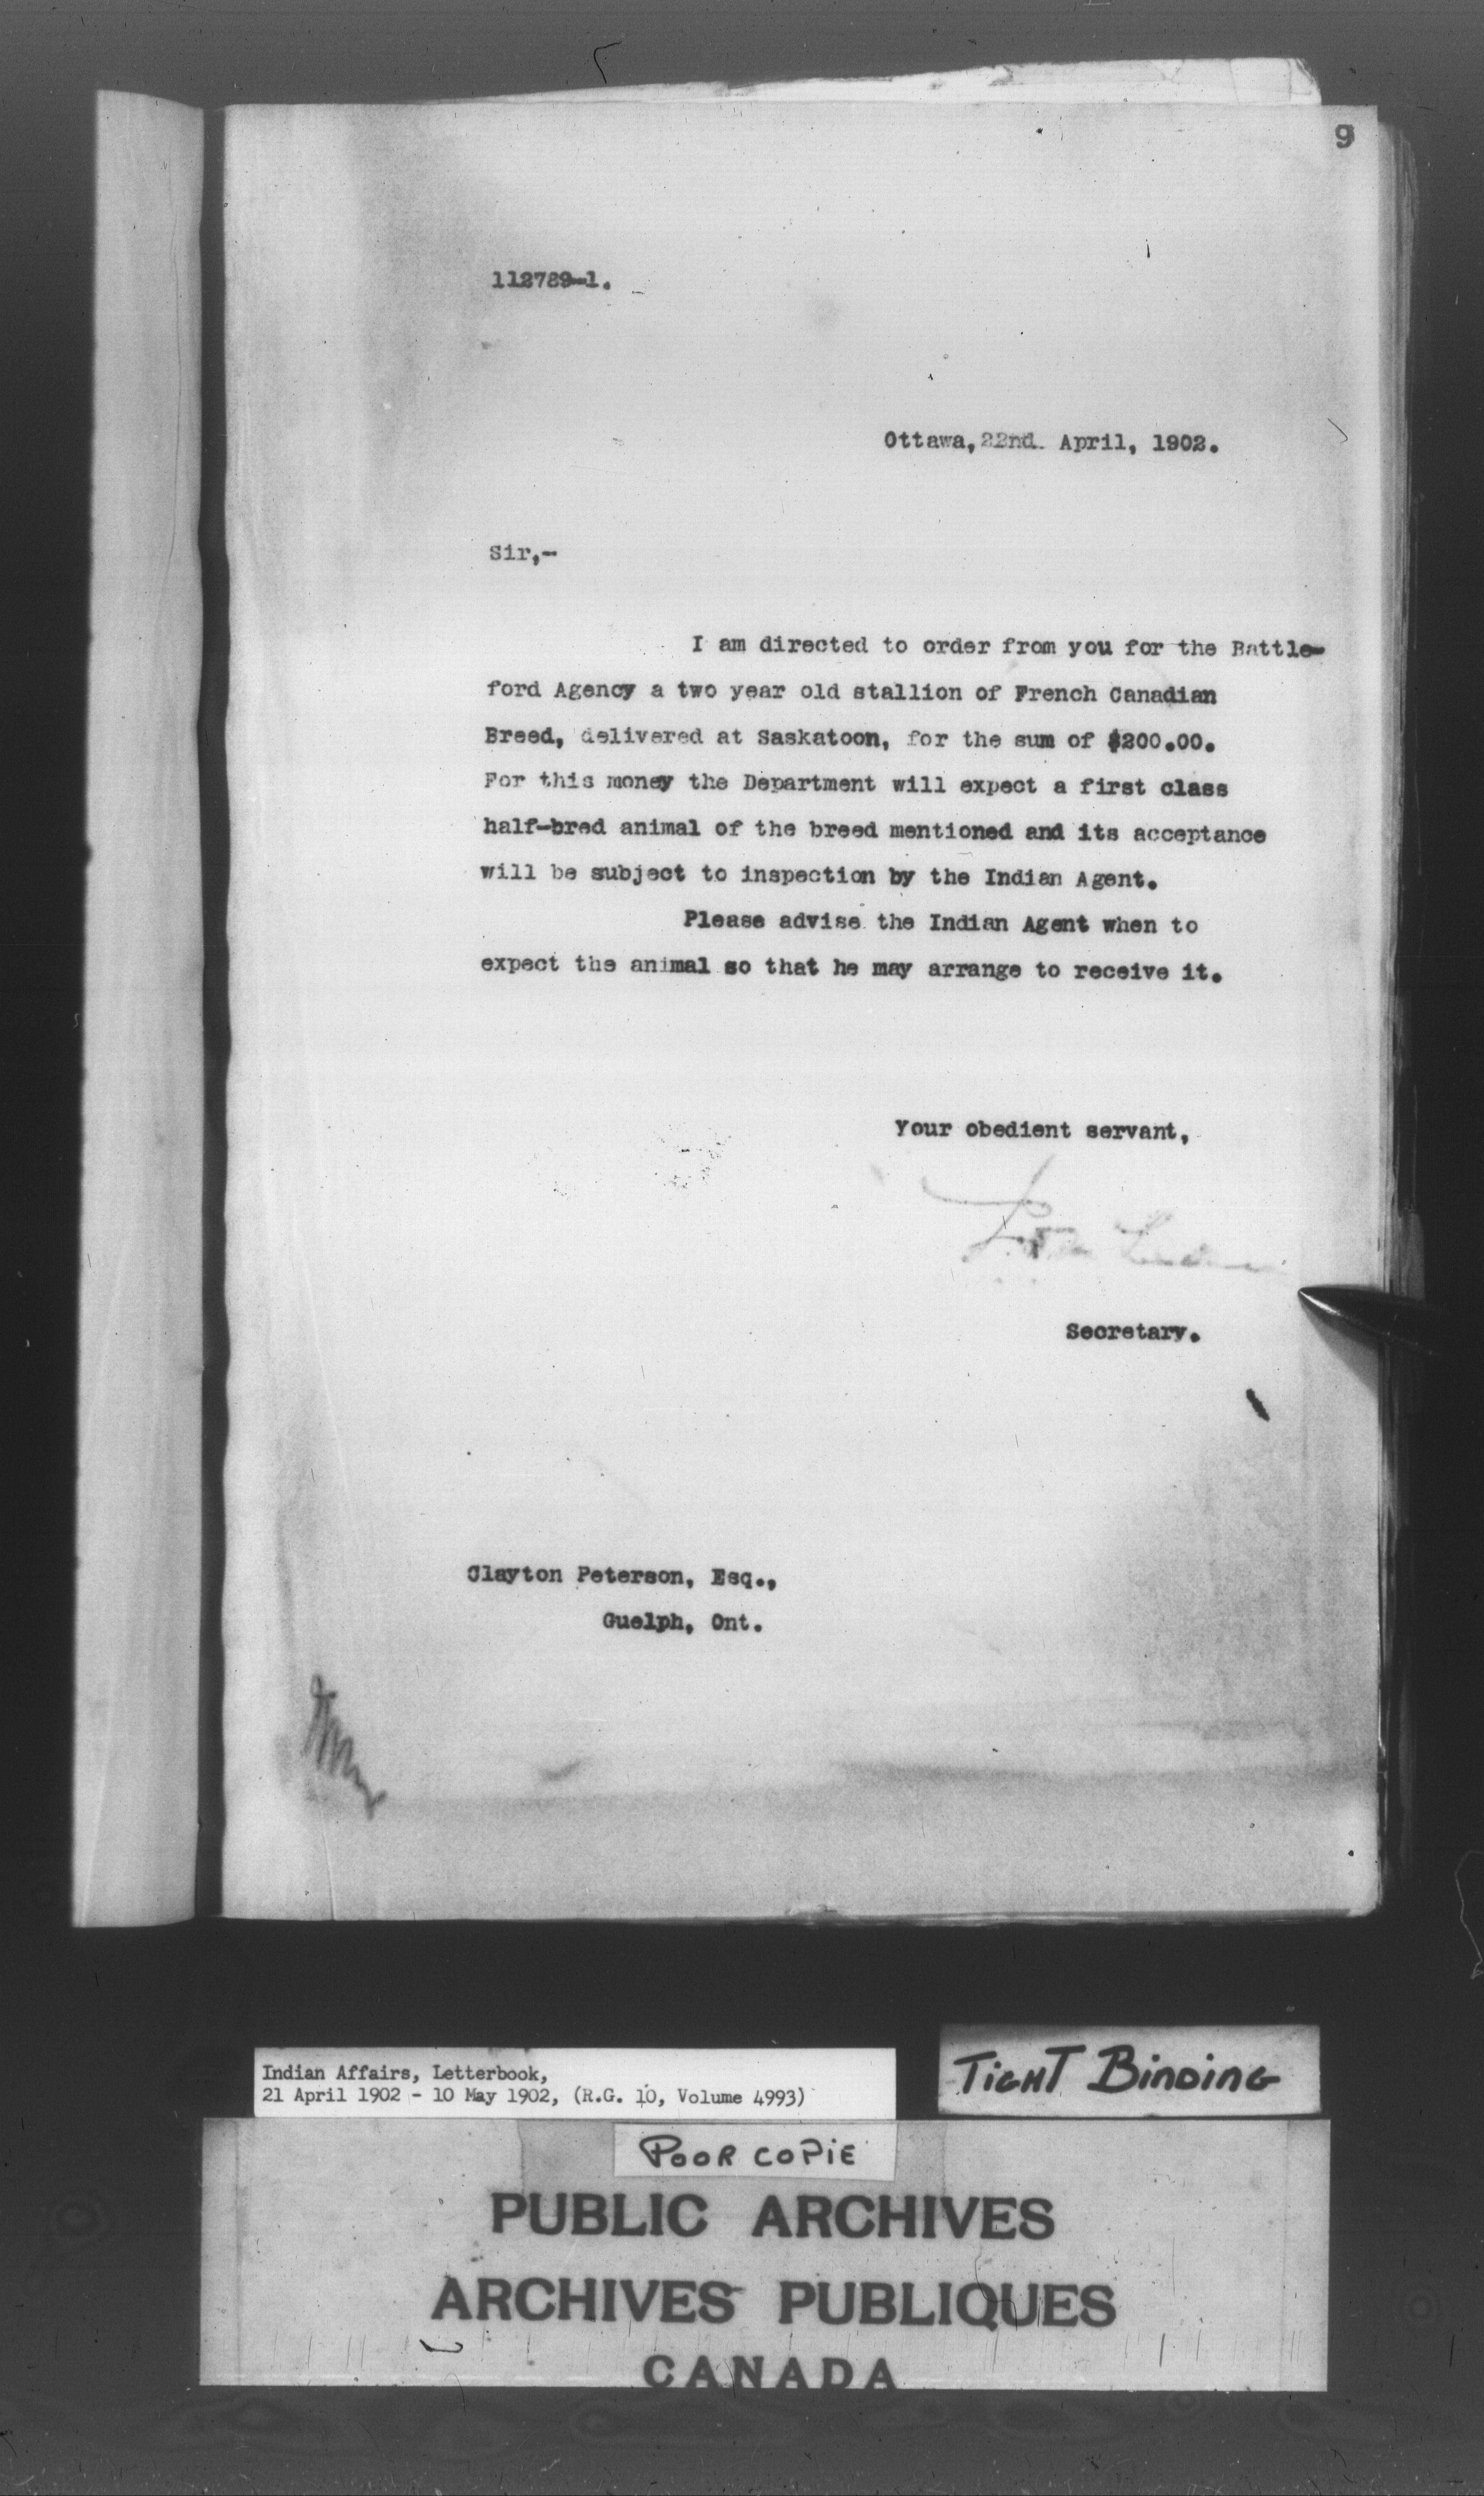 9
112789-1.
Ottawa, 22nd. April, 1902.
Sir,-
I am directed to order from you for the Battle-
ford Agency a two year old stallion of French Canadian
Breed, delivered at Saskatoon, for the sum of $200.00.
For this money the Department will expect a first class
half-bred animal of the breed mentioned and its acceptance
will be subject to inspection by the Indian Agent.
Please advise the Indian Agent when to
expect the animal so that he may arrange to receive it.
Your obedient servant,
Secretary.
Clayton Peterson, Esq.,
Guelph, Ont.
Indian Affairs, Letterbook,
21 April 1902 - 10 May 1902, (R.G. 10, Volume 4993)
TIGHT BINDING
POOR COPIE
PUBLIC ARCHIVES
ARCHIVES PUBLIQUES
CANADA